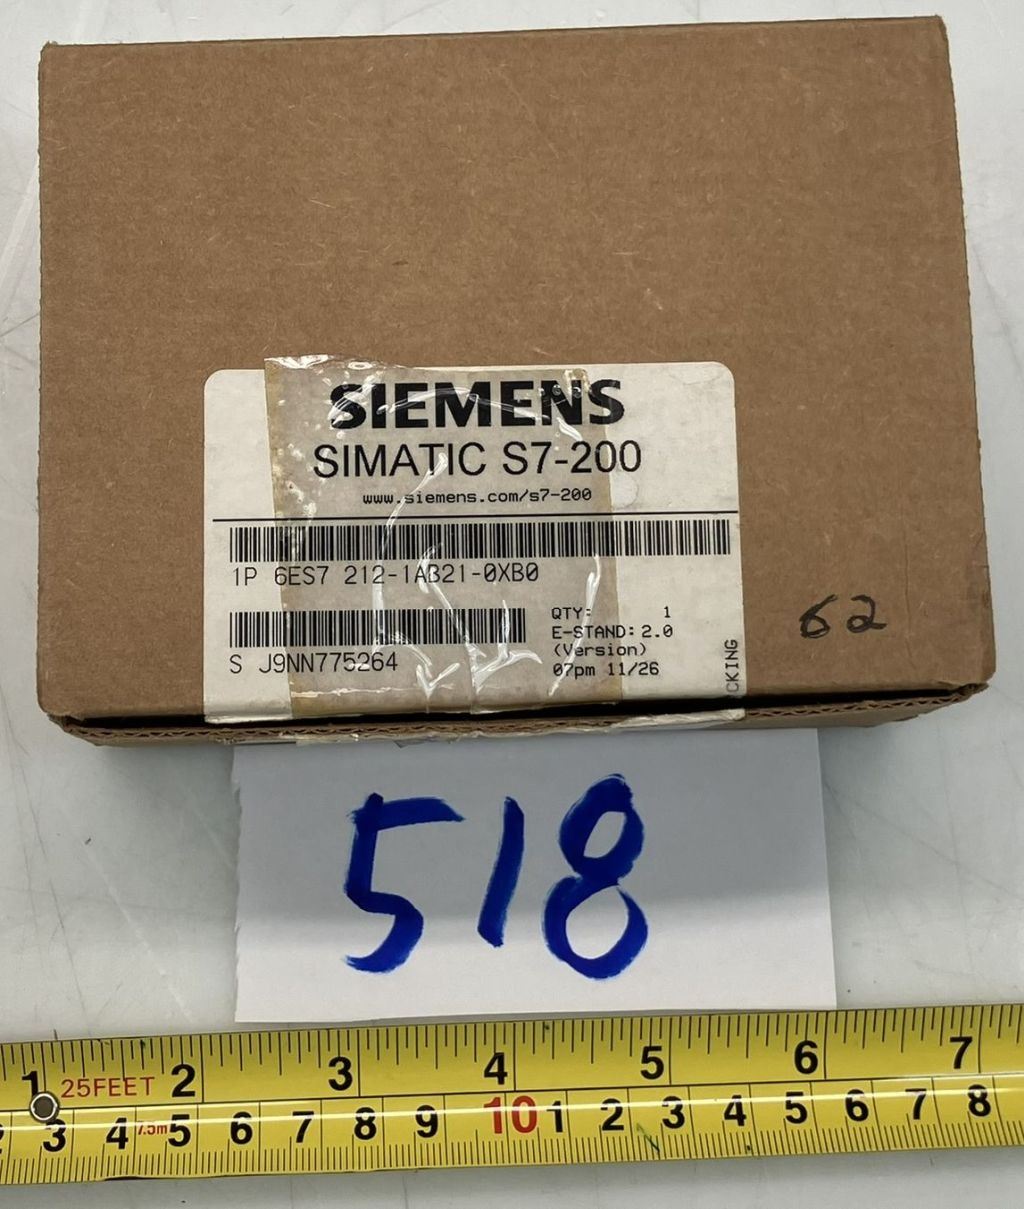 SIEMENS
SIMATIC S7-200
www.siemens.com/s7-200
1P 6ES7 212-1AB21-0XB0
QTY: 1
E-STAND: 2.0
(Version)
07pm 11/26
S J9NN775264
CKING
62
518
1 25FEET 2 3 4 5 6 7
3 4 7.5m 5 6 7 8 9 10 1 2 3 4 5 6 7 8